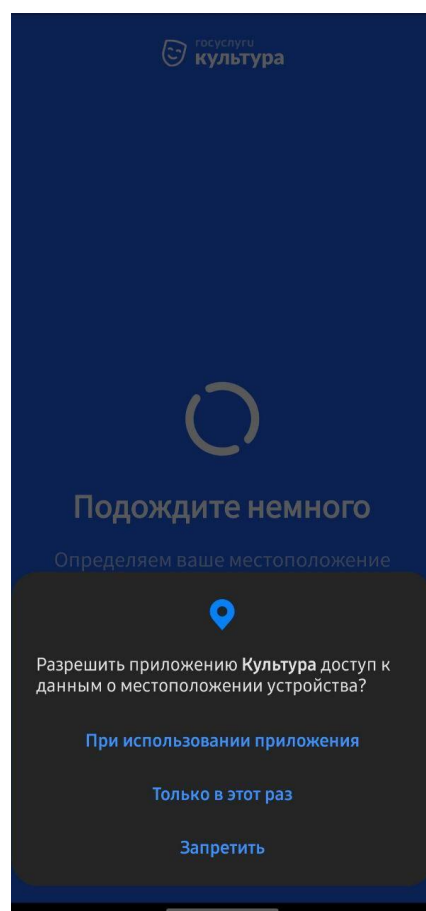 госуслуги
культура
Подождите немного
Определяем ваше местоположение
Разрешить приложению Культура доступ к
данным о местоположении устройства?
При использовании приложения
Только в этот раз
Запретить